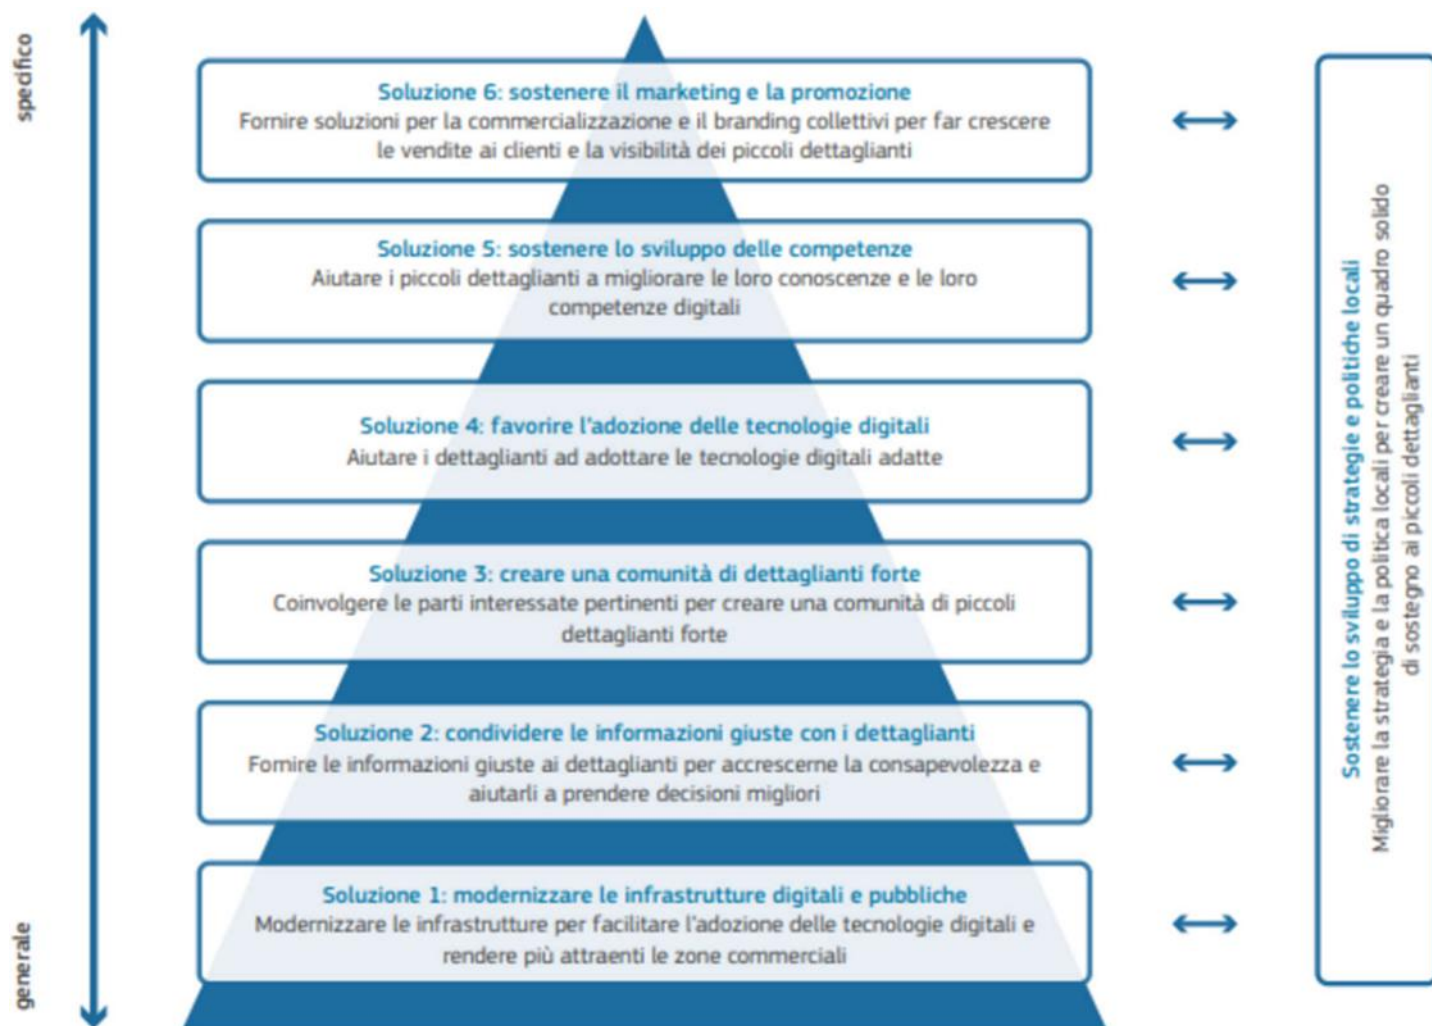 specifico
Soluzione 6: sostenere il marketing e la promozione
Fornire soluzioni per la commercializzazione e il branding collettivi per far crescere
le vendite ai clienti e la visibilità dei piccoli dettaglianti
Soluzione 5: sostenere lo sviluppo delle competenze
Aiutare i piccoli dettaglianti a migliorare le loro conoscenze e le loro
competenze digitali
Soluzione 4: favorire l'adozione delle tecnologie digitali
Aiutare i dettaglianti ad adottare le tecnologie digitali adatte
Soluzione 3: creare una comunità di dettaglianti forte
Coinvolgere le parti interessate pertinenti per creare una comunità di piccoli
dettaglianti forte
Soluzione 2: condividere le informazioni giuste con i dettaglianti
Fornire le informazioni giuste ai dettaglianti per accrescerne la consapevolezza e
aiutarli a prendere decisioni migliori
Soluzione 1: modernizzare le infrastrutture digitali e pubbliche
Modernizzare le infrastrutture per facilitare l'adozione delle tecnologie digitali e
rendere più attraenti le zone commerciali
generale
Sostenere lo sviluppo di strategie e politiche locali
Migliorare la strategia e la politica locali per creare un quadro solido
di sostegno ai piccoli dettaglianti